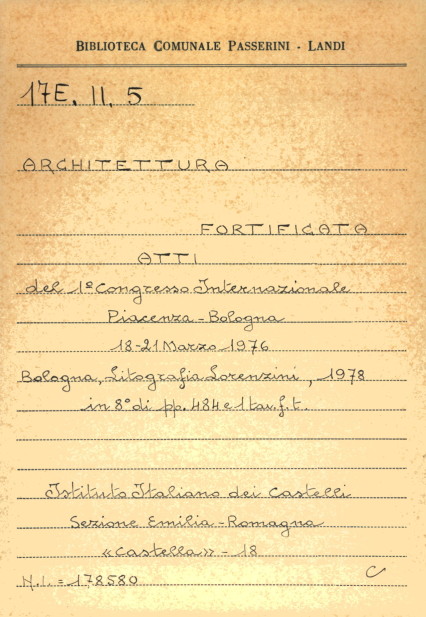 BIBLIOTECA COMUNALE PASSERINI - LANDI
17E. II. 5
ARCHITETTURA
FORTIFICATA
ATTI
del 1º Congresso Internazionale
Piacenza - Bologna
18-21 Marzo 1976
Bologna, Litografia Lorenzini, 1978
in 8° di pp. 484 e 1 tav. f. t.
Istituto Italiano dei Castelli
Sezione Emilia - Romagna
«Castella» - 18
N.I. = 178580
C